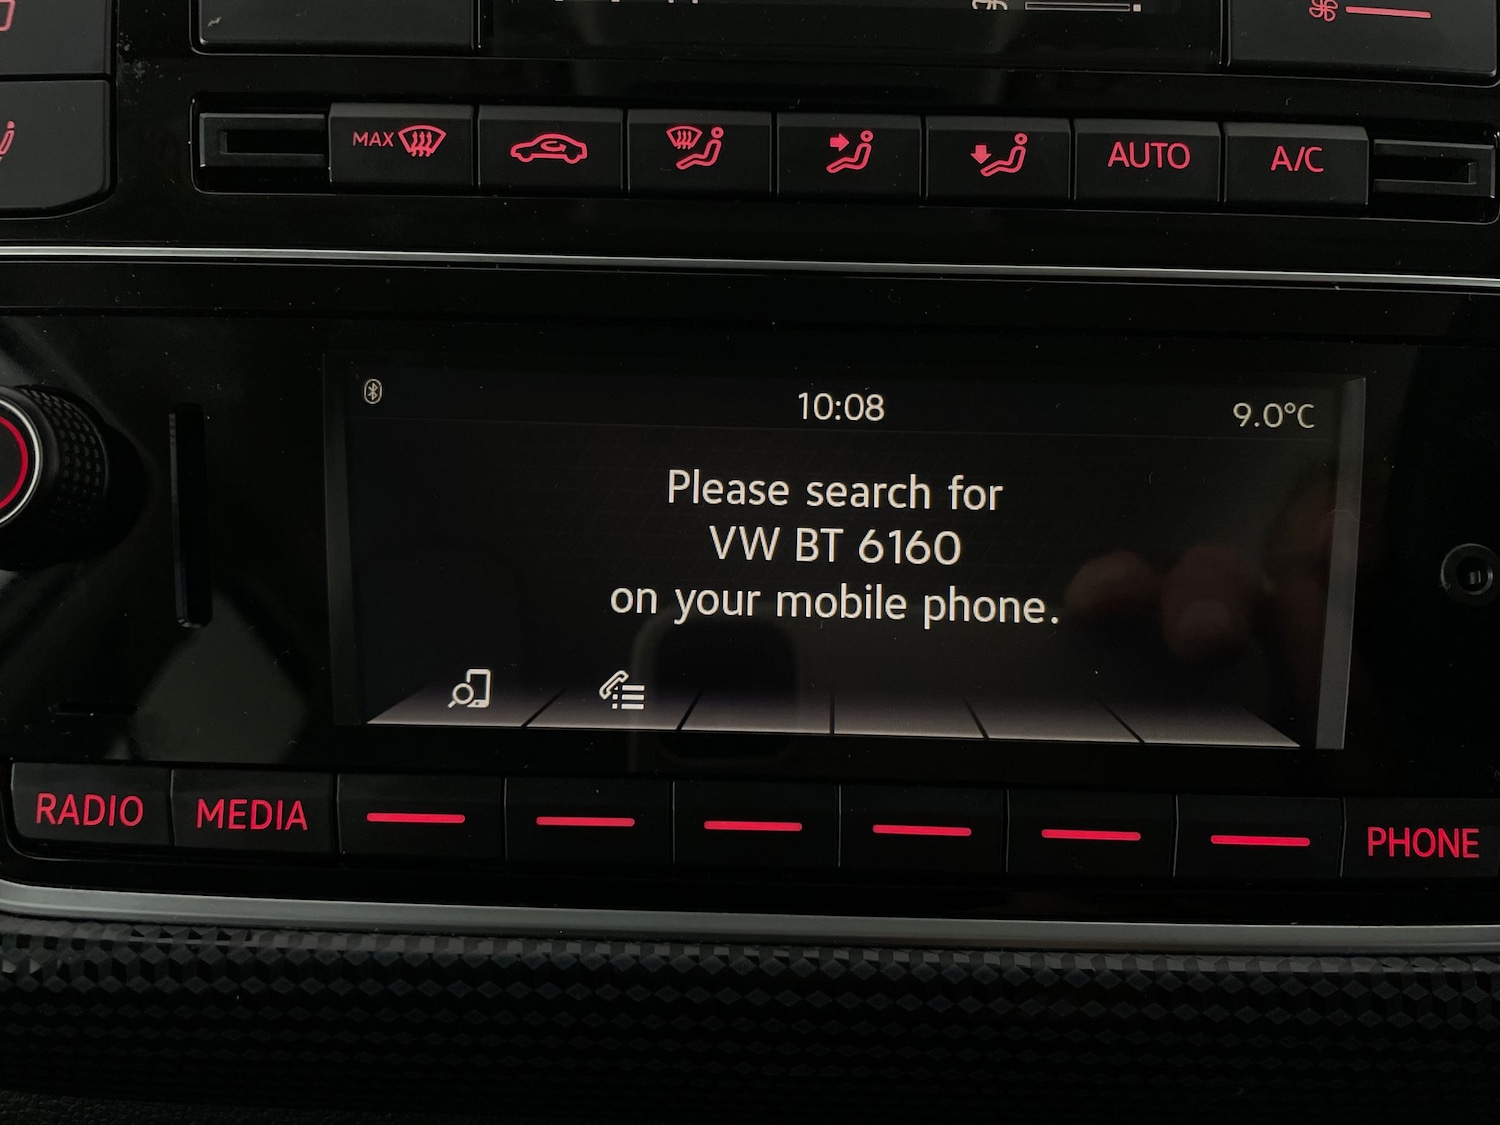 MAX
AUTO
A/C
10:08
9.0°C
Please search for
VW BT 6160
on your mobile phone.
RADIO
MEDIA
PHONE